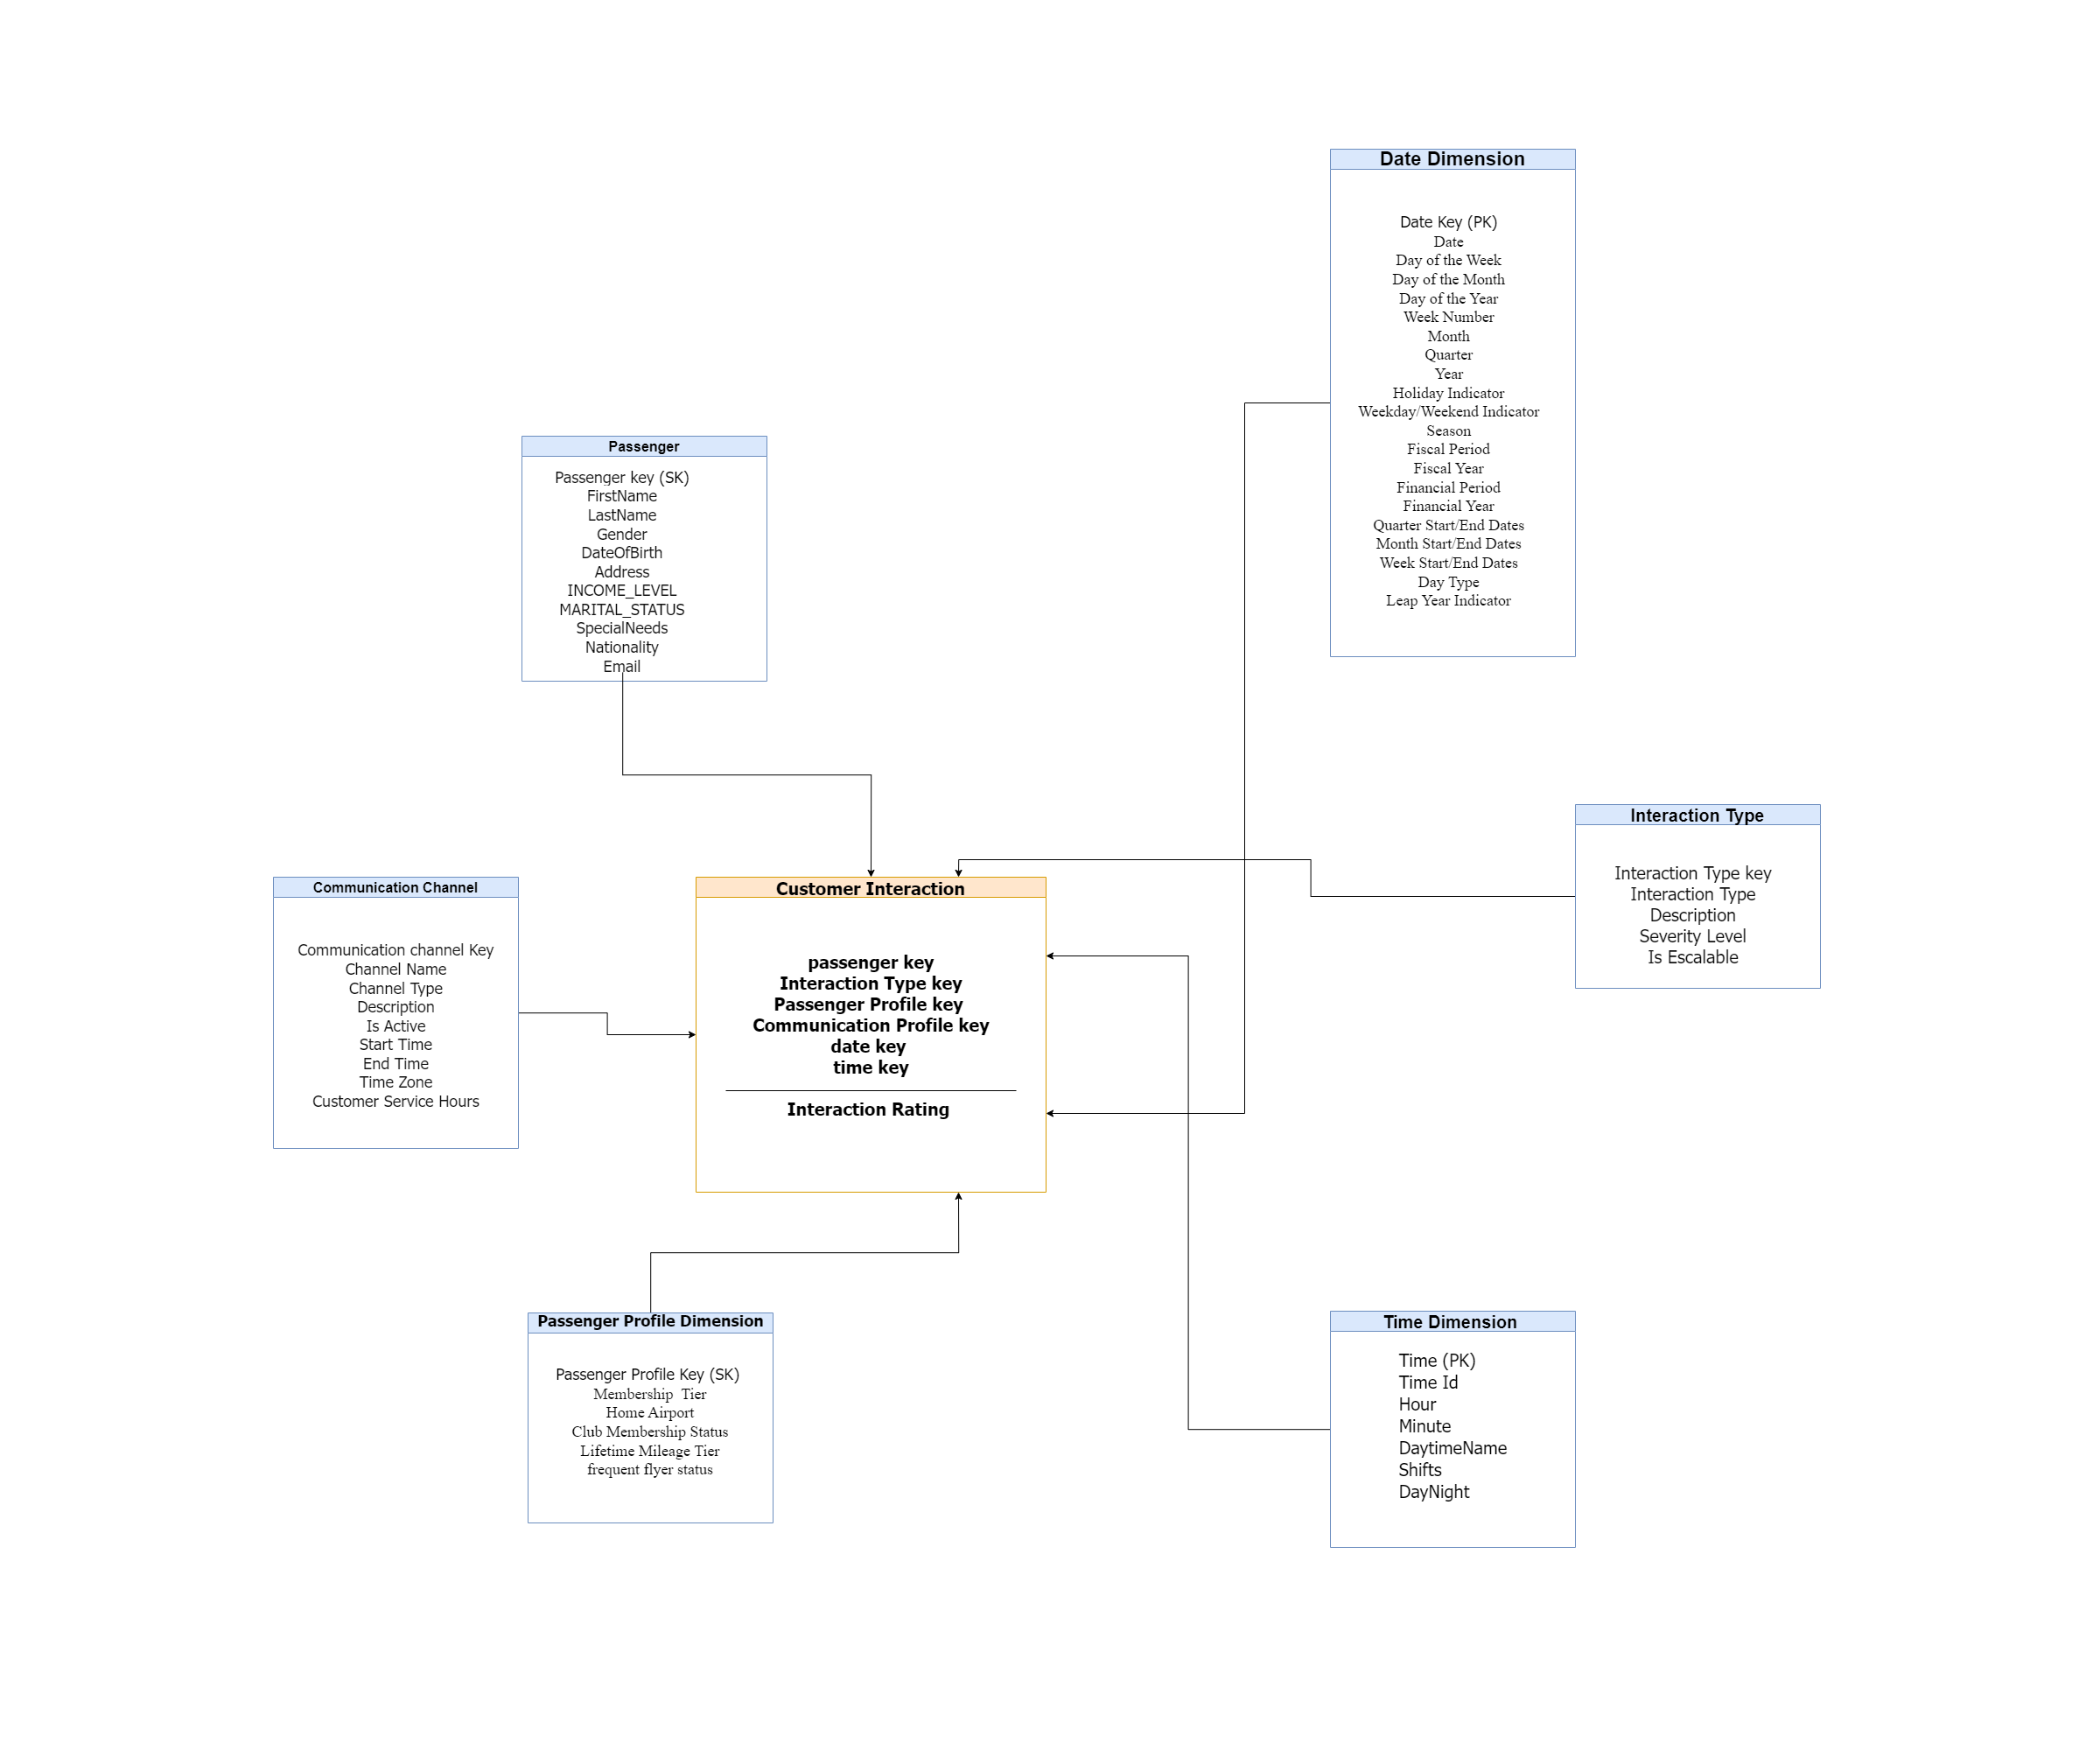 Date Dimension
Date Key (PK)
Date
Day of the Week
Day of the Month
Day of the Year
Week Number
Month
Quarter
Year
Holiday Indicator
Weekday/Weekend Indicator
Season
Fiscal Period
Fiscal Year
Financial Period
Financial Year
Quarter Start/End Dates
Month Start/End Dates
Week Start/End Dates
Day Type
Leap Year Indicator
Passenger
Passenger key (SK)
FirstName
LastName
Gender
DateOfBirth
Address
INCOME_LEVEL
MARITAL_STATUS
SpecialNeeds
Nationality
Email
Interaction Type
Interaction Type key
Interaction Type
Description
Severity Level
Is Escalable
Communication Channel
Communication channel Key
Channel Name
Channel Type
Description
Is Active
Start Time
End Time
Time Zone
Customer Service Hours
Customer Interaction
passenger key
Interaction Type key
Passenger Profile key
Communication Profile key
date key
time key
Interaction Rating
Passenger Profile Dimension
Passenger Profile Key (SK)
Membership Tier
Home Airport
Club Membership Status
Lifetime Mileage Tier
frequent flyer status
Time Dimension
Time (PK)
Time Id
Hour
Minute
DaytimeName
Shifts
DayNight